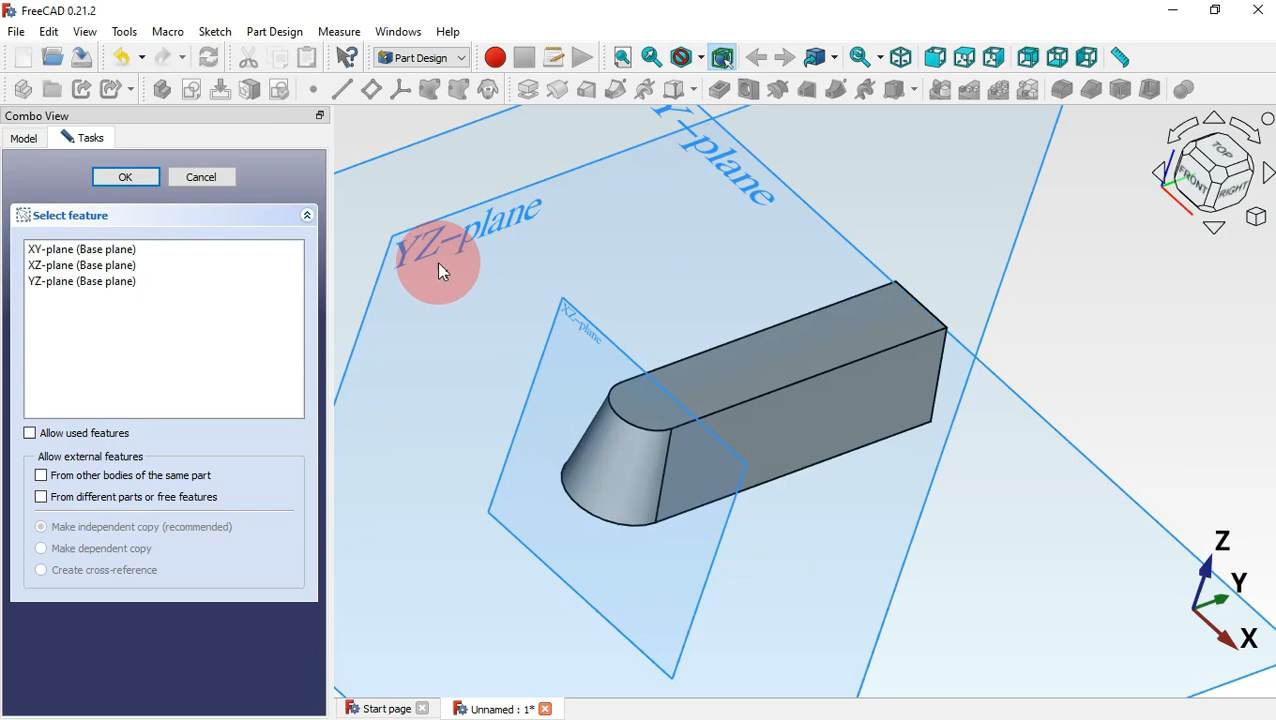 FreeCAD 0.21.2
File Edit View Tools Macro Sketch Part Design Measure Windows Help
Part Design
Combo View
Model Tasks
OK Cancel
Select feature
XY-plane (Base plane)
XZ-plane (Base plane)
YZ-plane (Base plane)
Allow used features
Allow external features
From other bodies of the same part
From different parts or free features
Make independent copy (recommended)
Make dependent copy
Create cross-reference
Y-plane
YZ-plane
XZ-plane
TOP
FRONT
RIGHT
Z
Y
X
Start page
Unnamed : 1*